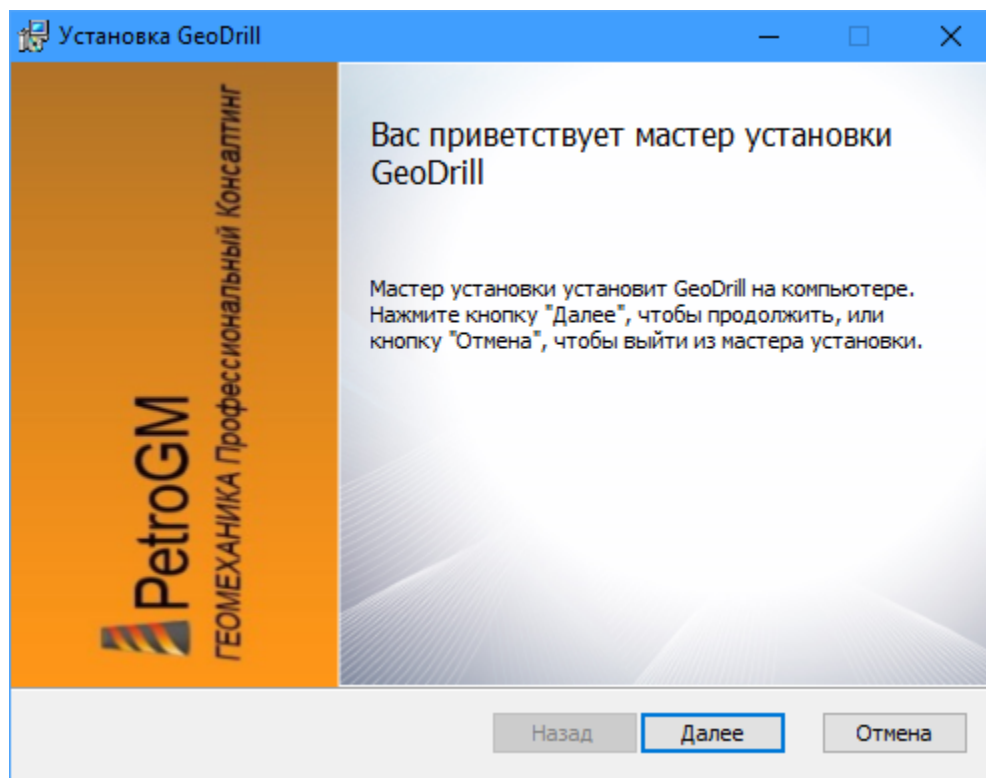 Установка GeoDrill
PetroGM
ГЕОМЕХАНИКА Профессиональный Консалтинг
Вас приветствует мастер установки
GeoDrill
Мастер установки установит GeoDrill на компьютере.
Нажмите кнопку "Далее", чтобы продолжить, или
кнопку "Отмена", чтобы выйти из мастера установки.
Назад
Далее
Отмена